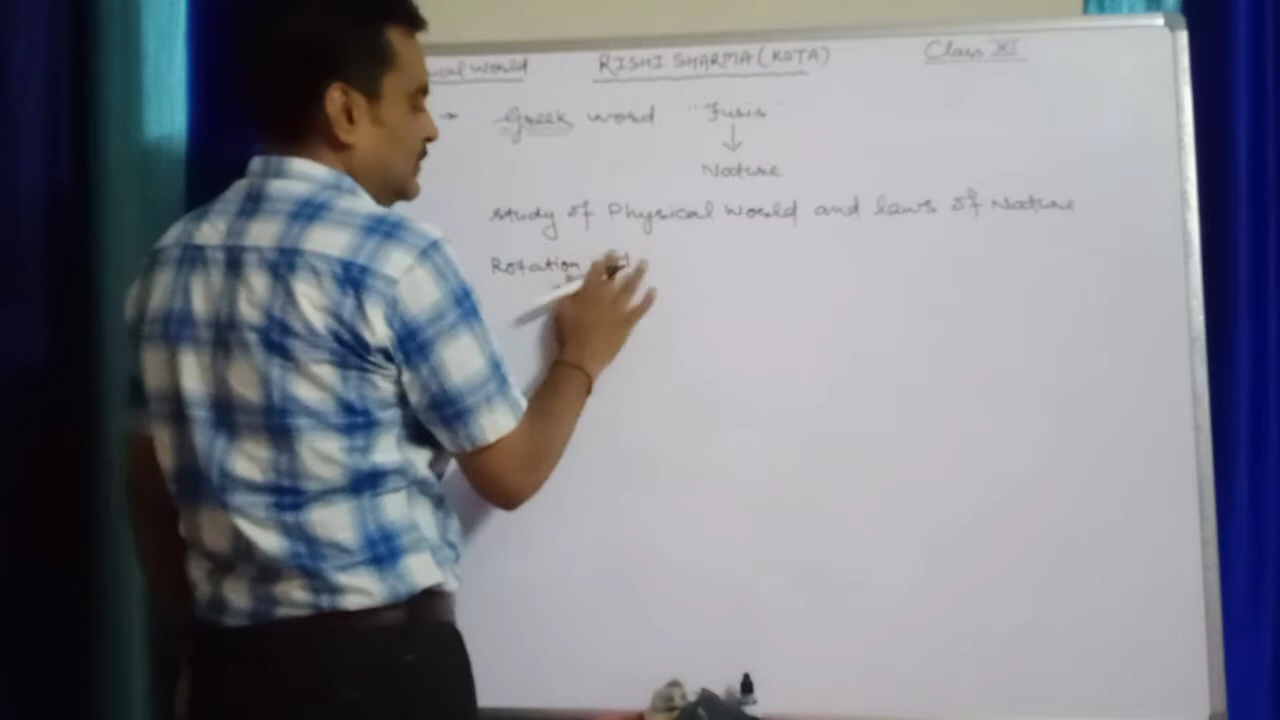 World RISHI SHARMA (KOTA) Class XI
→ Greek word "Fusis"
↓
Nature
study of Physical World and laws of Nature
Rotation